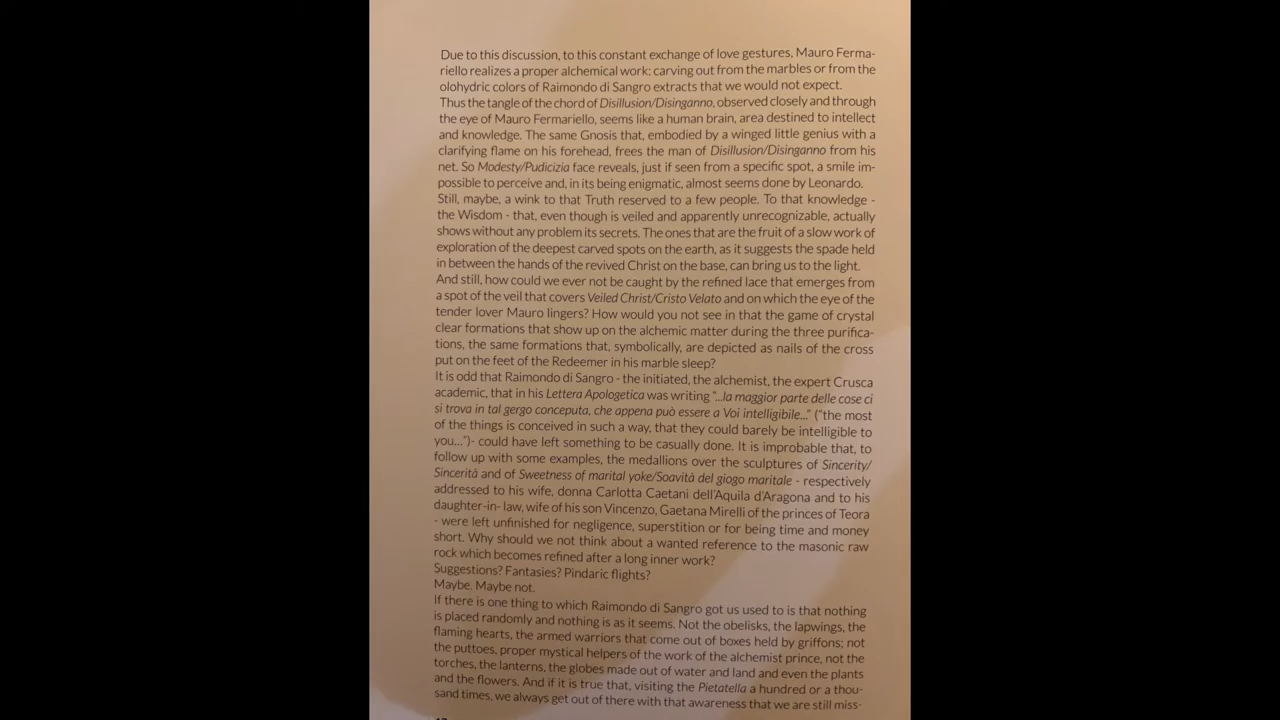 Due to this discussion, to this constant exchange of love gestures, Mauro Ferma-
riello realizes a proper alchemical work: carving out from the marbles or from the
olohydric colors of Raimondo di Sangro extracts that we would not expect.
Thus the tangle of the chord of Disillusion/Disinganno, observed closely and through
the eye of Mauro Fermariello, seems like a human brain, area destined to intellect
and knowledge. The same Gnosis that, embodied by a winged little genius with a
clarifying flame on his forehead, frees the man of Disillusion/Disinganno from his
net. So Modesty/Pudicizia face reveals, just if seen from a specific spot, a smile im-
possible to perceive and, in its being enigmatic, almost seems done by Leonardo.
Still, maybe, a wink to that Truth reserved to a few people. To that knowledge -
the Wisdom - that, even though is veiled and apparently unrecognizable, actually
shows without any problem its secrets. The ones that are the fruit of a slow work of
exploration of the deepest carved spots on the earth, as it suggests the spade held
in between the hands of the revived Christ on the base, can bring us to the light.
And still, how could we ever not be caught by the refined lace that emerges from
a spot of the veil that covers Veiled Christ/Cristo Velato and on which the eye of the
tender lover Mauro lingers? How would you not see in that the game of crystal
clear formations that show up on the alchemic matter during the three purifica-
tions, the same formations that, symbolically, are depicted as nails of the cross
put on the feet of the Redeemer in his marble sleep?
It is odd that Raimondo di Sangro - the initiated, the alchemist, the expert Crusca
academic, that in his Lettera Apologetica was writing "...la maggior parte delle cose ci
si trova in tal gergo conceputa, che appena può essere a Voi intelligibile..." ("the most
of the things is conceived in such a way, that they could barely be intelligible to
you...")- could have left something to be casually done. It is improbable that, to
follow up with some examples, the medallions over the sculptures of Sincerity/
Sincerità and of Sweetness of marital yoke/Soavità del giogo maritale - respectively
addressed to his wife, donna Carlotta Caetani dell'Aquila d'Aragona and to his
daughter-in- law, wife of his son Vincenzo, Gaetana Mirelli of the princes of Teora
- were left unfinished for negligence, superstition or for being time and money
short. Why should we not think about a wanted reference to the masonic raw
rock which becomes refined after a long inner work?
Suggestions? Fantasies? Pindaric flights?
Maybe. Maybe not.
If there is one thing to which Raimondo di Sangro got us used to is that nothing
is placed randomly and nothing is as it seems. Not the obelisks, the lapwings, the
flaming hearts, the armed warriors that come out of boxes held by griffons; not
the puttoes, proper mystical helpers of the work of the alchemist prince, not the
torches, the lanterns, the globes made out of water and land and even the plants
and the flowers. And if it is true that, visiting the Pietatella a hundred or a thou-
sand times, we always get out of there with that awareness that we are still miss-